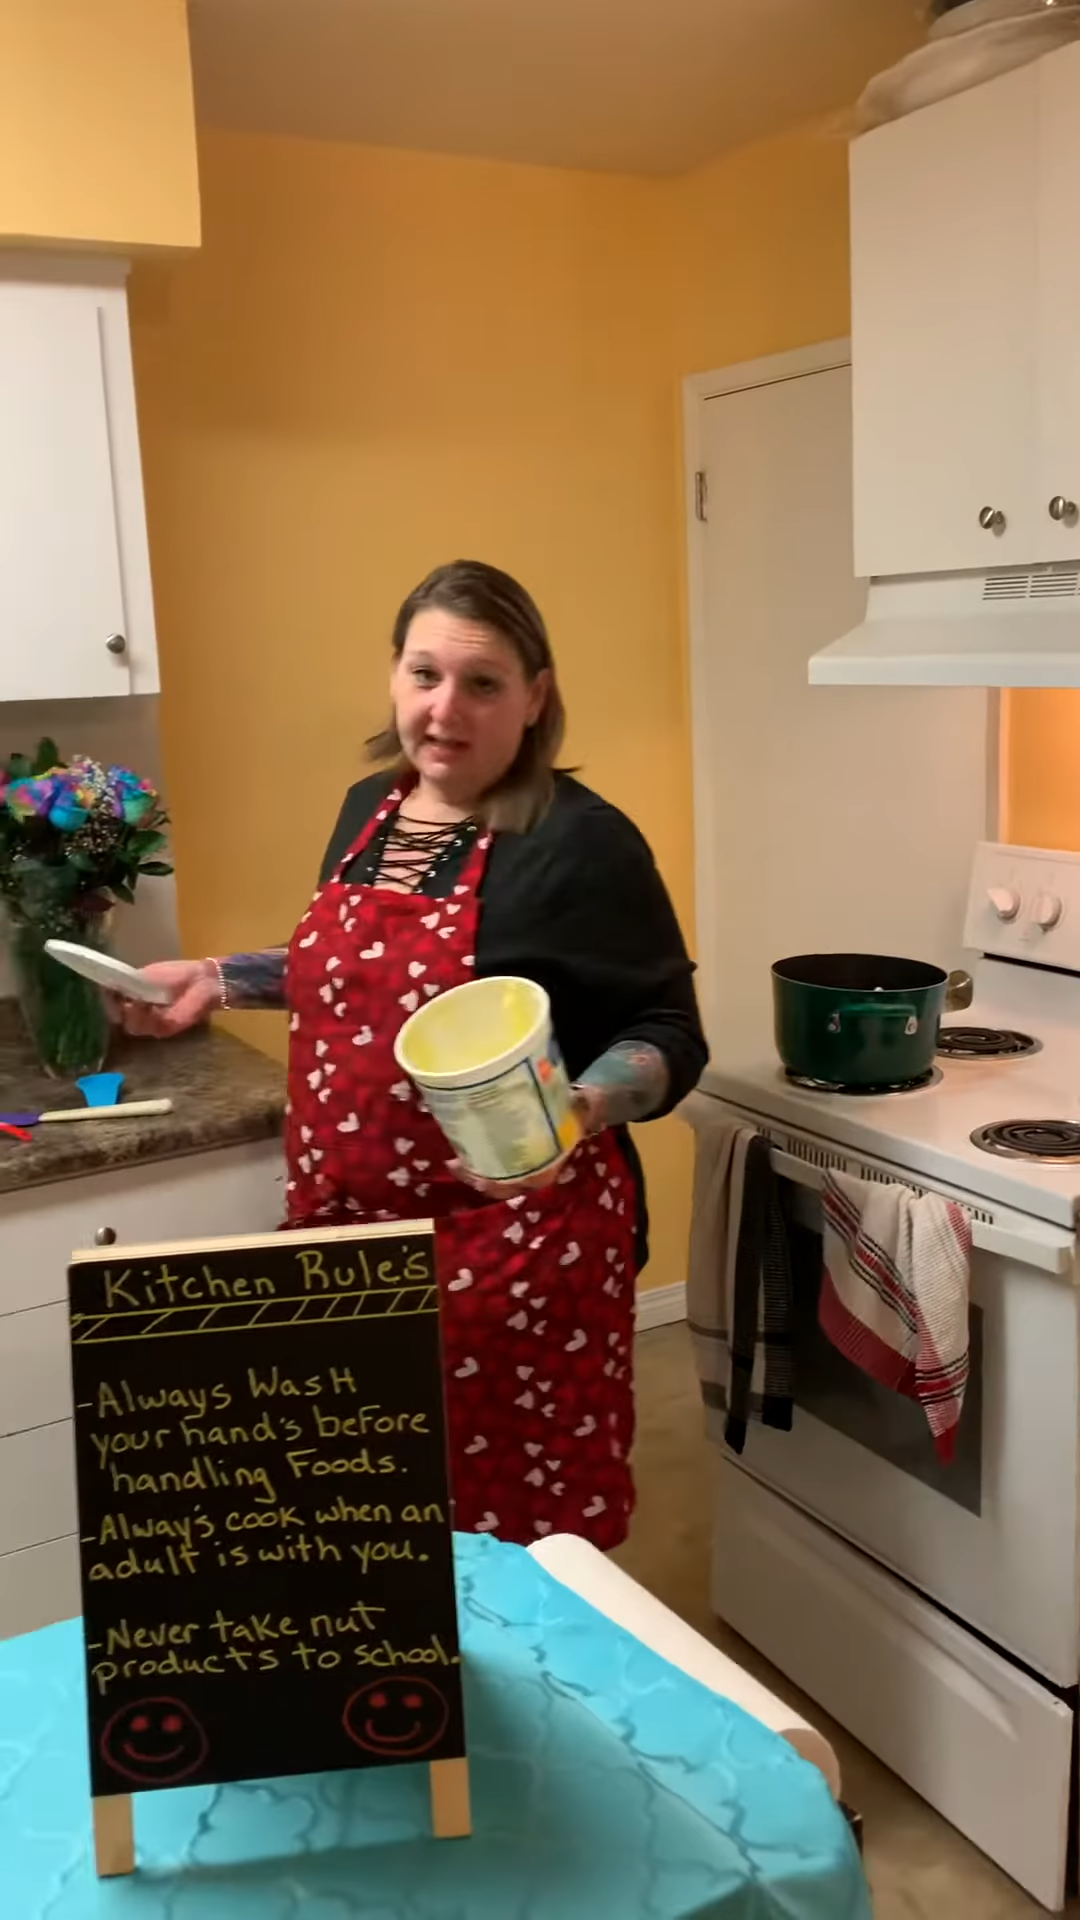 Kitchen Rule's
-Always Wash
your hand's before
handling Foods.
-Alway's cook when an
adult is with you.
-Never take nut
products to school.